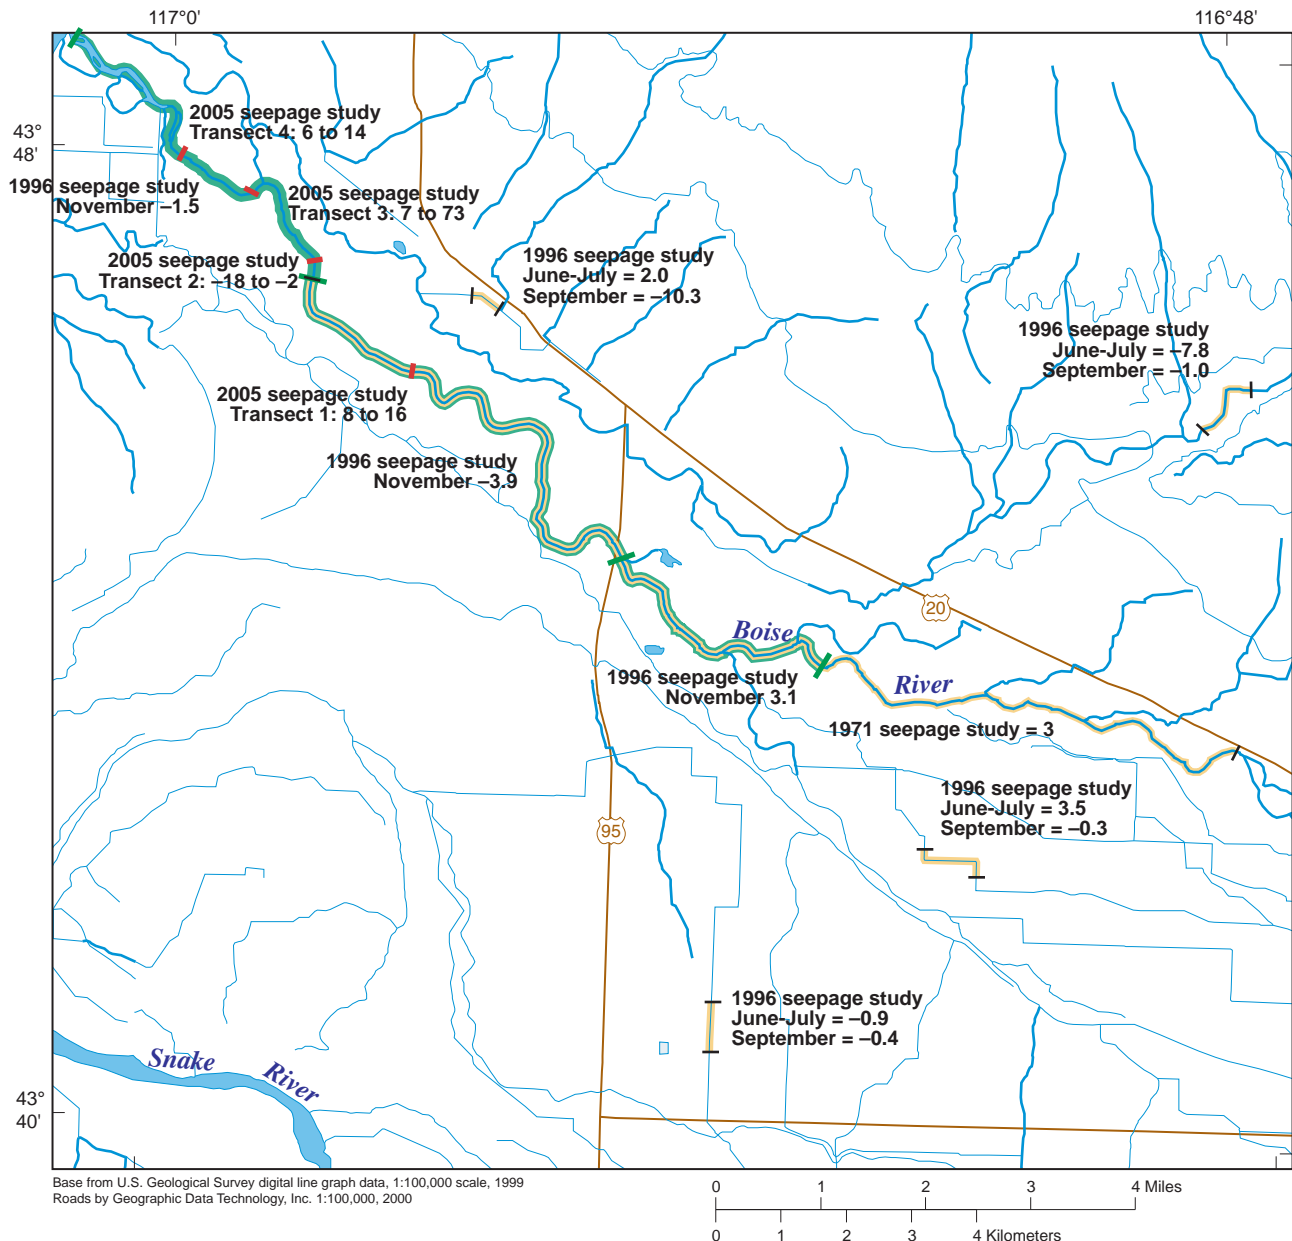 117°0'
116°48'
43°
48'
2005 seepage study
Transect 4: 6 to 14
1996 seepage study
November –1.5
2005 seepage study
Transect 3: 7 to 73
2005 seepage study
Transect 2: –18 to –2
1996 seepage study
June-July = 2.0
September = –10.3
1996 seepage study
June-July = –7.8
September = –1.0
2005 seepage study
Transect 1: 8 to 16
1996 seepage study
November –3.9
20
Boise
River
1996 seepage study
November 3.1
1971 seepage study = 3
1996 seepage study
June-July = 3.5
September = –0.3
95
1996 seepage study
June-July = –0.9
September = –0.4
Snake
River
43°
40'
Base from U.S. Geological Survey digital line graph data, 1:100,000 scale, 1999
Roads by Geographic Data Technology, Inc. 1:100,000, 2000
0 1 2 3 4 Miles
0 1 2 3 4 Kilometers